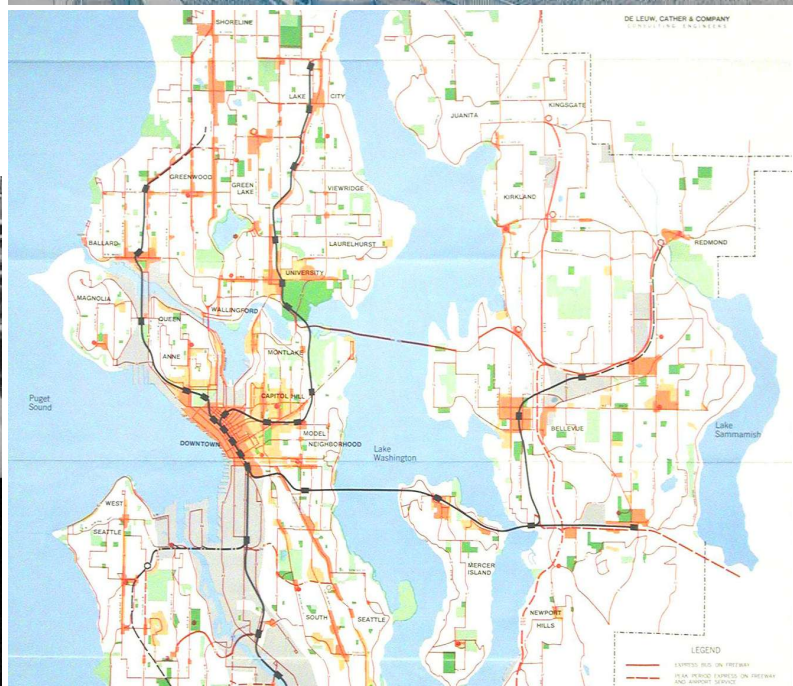 DE LEUW, CATHER & COMPANY
CONSULTING ENGINEERS
SHORELINE
LAKE CITY
KINGSGATE
JUANITA
GREENWOOD
GREEN
LAKE
VIEWRIDGE
KIRKLAND
BALLARD
LAURELHURST
REDMOND
UNIVERSITY
MAGNOLIA
WALLINGFORD
QUEEN
ANNE
MONTLAKE
Puget
Sound
CAPITOL HILL
BELLEVUE
Lake
Sammamish
MODEL
NEIGHBORHOOD
DOWNTOWN
Lake
Washington
WEST
SEATTLE
MERCER
ISLAND
SOUTH SEATTLE
NEWPORT
HILLS
LEGEND
EXPRESS BUS ON FREEWAY
PEAK PERIOD EXPRESS ON FREEWAY
AND AIRPORT SERVICE